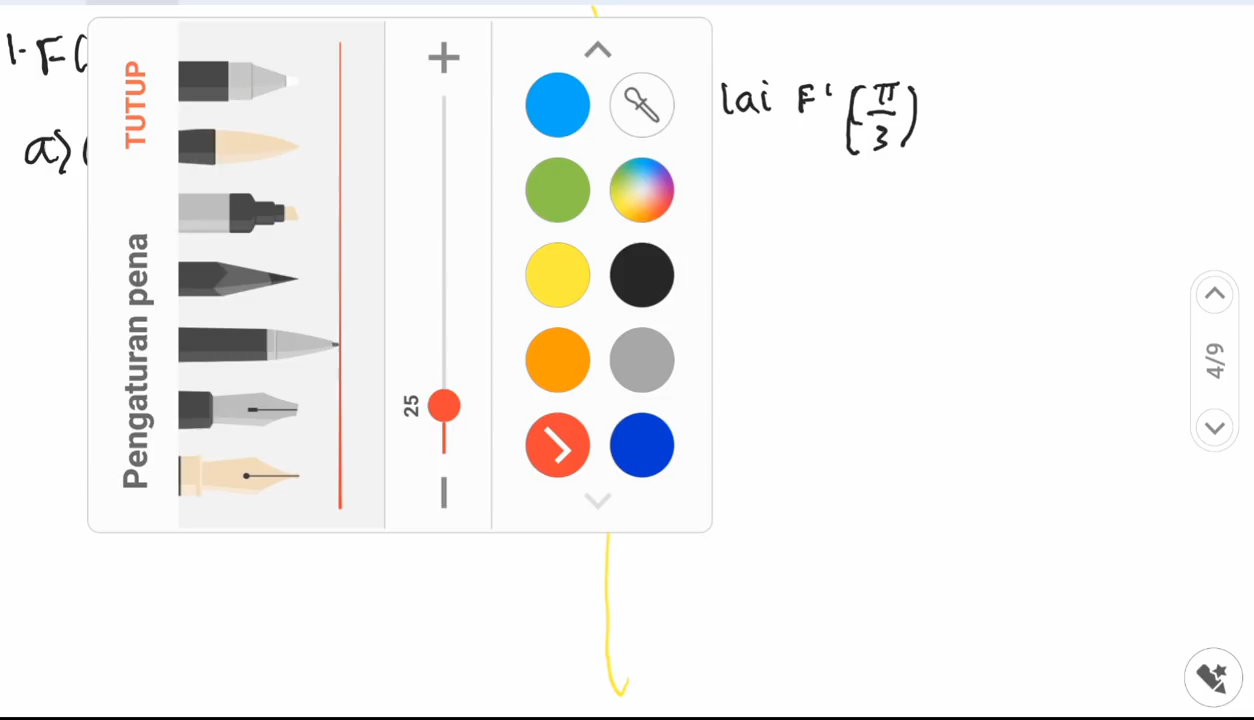 1. F(
a) (
TUTUP
Pengaturan pena
25
lai F'(π/3)
4/9